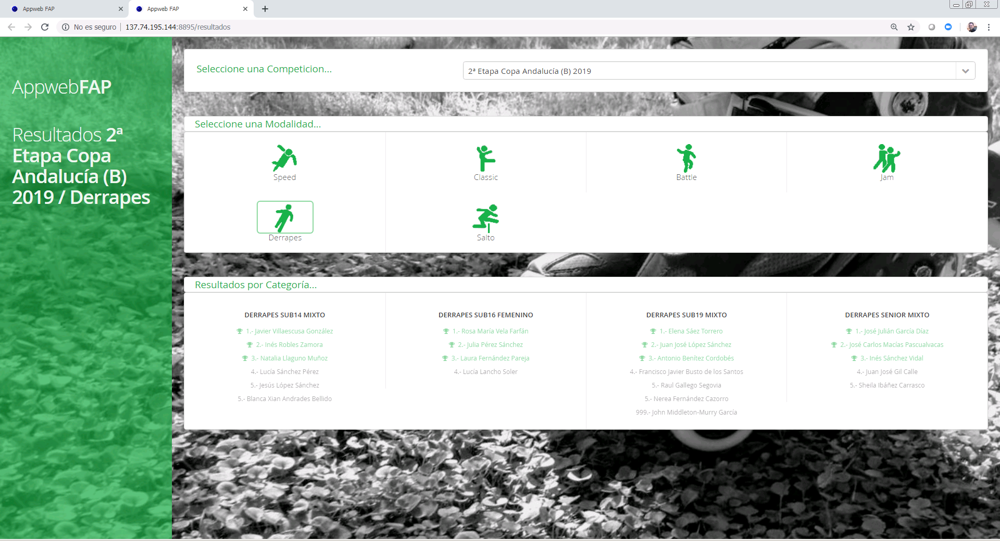 Appweb FAP
Appweb FAP
No es seguro
137.74.195.144:8895/resultados
AppwebFAP
Resultados 2ª
Etapa Copa
Andalucía (B)
2019 / Derrapes
Seleccione una Competicion...
2ª Etapa Copa Andalucía (B) 2019
Seleccione una Modalidad...
Speed
Classic
Battle
Jam
Derrapes
Salto
Resultados por Categoría...
DERRAPES SUB14 MIXTO
1.- Javier Villaescusa González
2.- Inés Robles Zamora
3.- Natalia Llaguno Muñoz
4.- Lucía Sánchez Pérez
5.- Jesús López Sánchez
5.- Blanca Xian Andrades Bellido
DERRAPES SUB16 FEMENINO
1.- Rosa María Vela Farfán
2.- Julia Pérez Sánchez
3.- Laura Fernández Pareja
4.- Lucía Lancho Soler
DERRAPES SUB19 MIXTO
1.- Elena Sáez Torrero
2.- Juan José López Sánchez
3.- Antonio Benítez Cordobés
4.- Francisco Javier Busto de los Santos
5.- Raul Gallego Segovia
5.- Nerea Fernández Cazorro
999.- John Middleton-Murry García
DERRAPES SENIOR MIXTO
1.- José Julián García Díaz
2.- José Carlos Macías Pascualvacas
3.- Inés Sánchez Vidal
4.- Juan José Gil Calle
5.- Sheila Ibáñez Carrasco